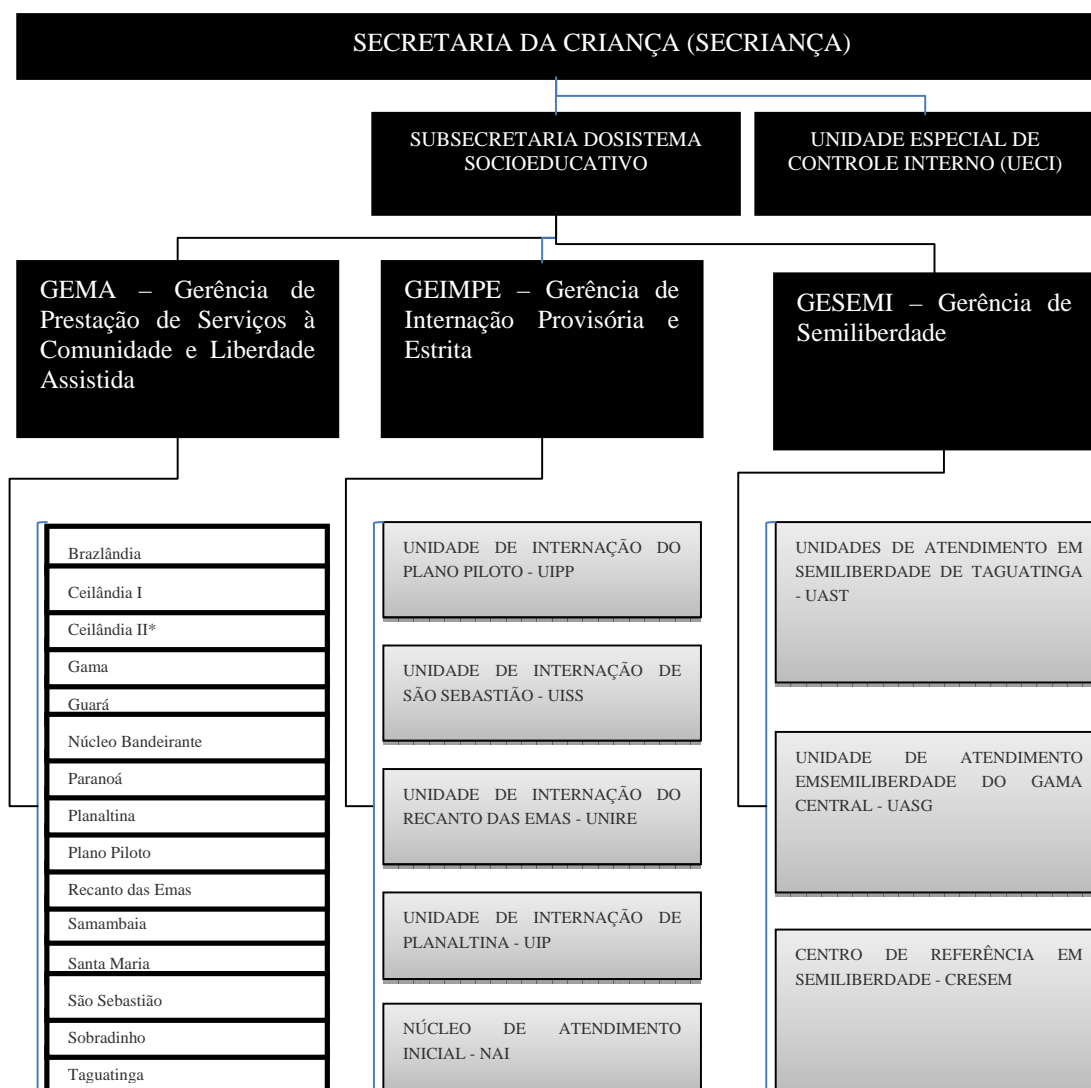 SECRETARIA DA CRIANÇA (SECRIANÇA)
SUBSECRETARIA DOSISTEMA
SOCIOEDUCATIVO
UNIDADE ESPECIAL DE
CONTROLE INTERNO (UECI)
GEMA – Gerência de
Prestação de Serviços à
Comunidade e Liberdade
Assistida
GEIMPE – Gerência de
Internação Provisória e
Estrita
GESEMI – Gerência de
Semiliberdade
Brazlândia
Ceilândia I
Ceilândia II*
Gama
Guará
Núcleo Bandeirante
Paranoá
Planaltina
Plano Piloto
Recanto das Emas
Samambaia
Santa Maria
São Sebastião
Sobradinho
Taguatinga
UNIDADE DE INTERNAÇÃO DO
PLANO PILOTO - UIPP
UNIDADE DE INTERNAÇÃO DE
SÃO SEBASTIÃO - UISS
UNIDADE DE INTERNAÇÃO DO
RECANTO DAS EMAS - UNIRE
UNIDADE DE INTERNAÇÃO DE
PLANALTINA - UIP
NÚCLEO DE ATENDIMENTO
INICIAL - NAI
UNIDADES DE ATENDIMENTO EM
SEMILIBERDADE DE TAGUATINGA
- UAST
UNIDADE DE ATENDIMENTO
EMSEMILIBERDADE DO GAMA
CENTRAL - UASG
CENTRO DE REFERÊNCIA EM
SEMILIBERDADE - CRESEM